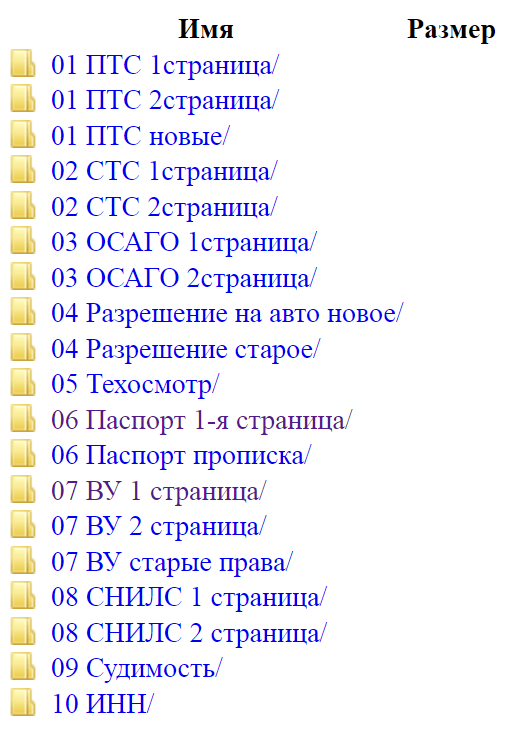 Имя Размер
01 ПТС 1страница/
01 ПТС 2страница/
01 ПТС новые/
02 СТС 1страница/
02 СТС 2страница/
03 ОСАГО 1страница/
03 ОСАГО 2страница/
04 Разрешение на авто новое/
04 Разрешение старое/
05 Техосмотр/
06 Паспорт 1-я страница/
06 Паспорт прописка/
07 ВУ 1 страница/
07 ВУ 2 страница/
07 ВУ старые права/
08 СНИЛС 1 страница/
08 СНИЛС 2 страница/
09 Судимость/
10 ИНН/